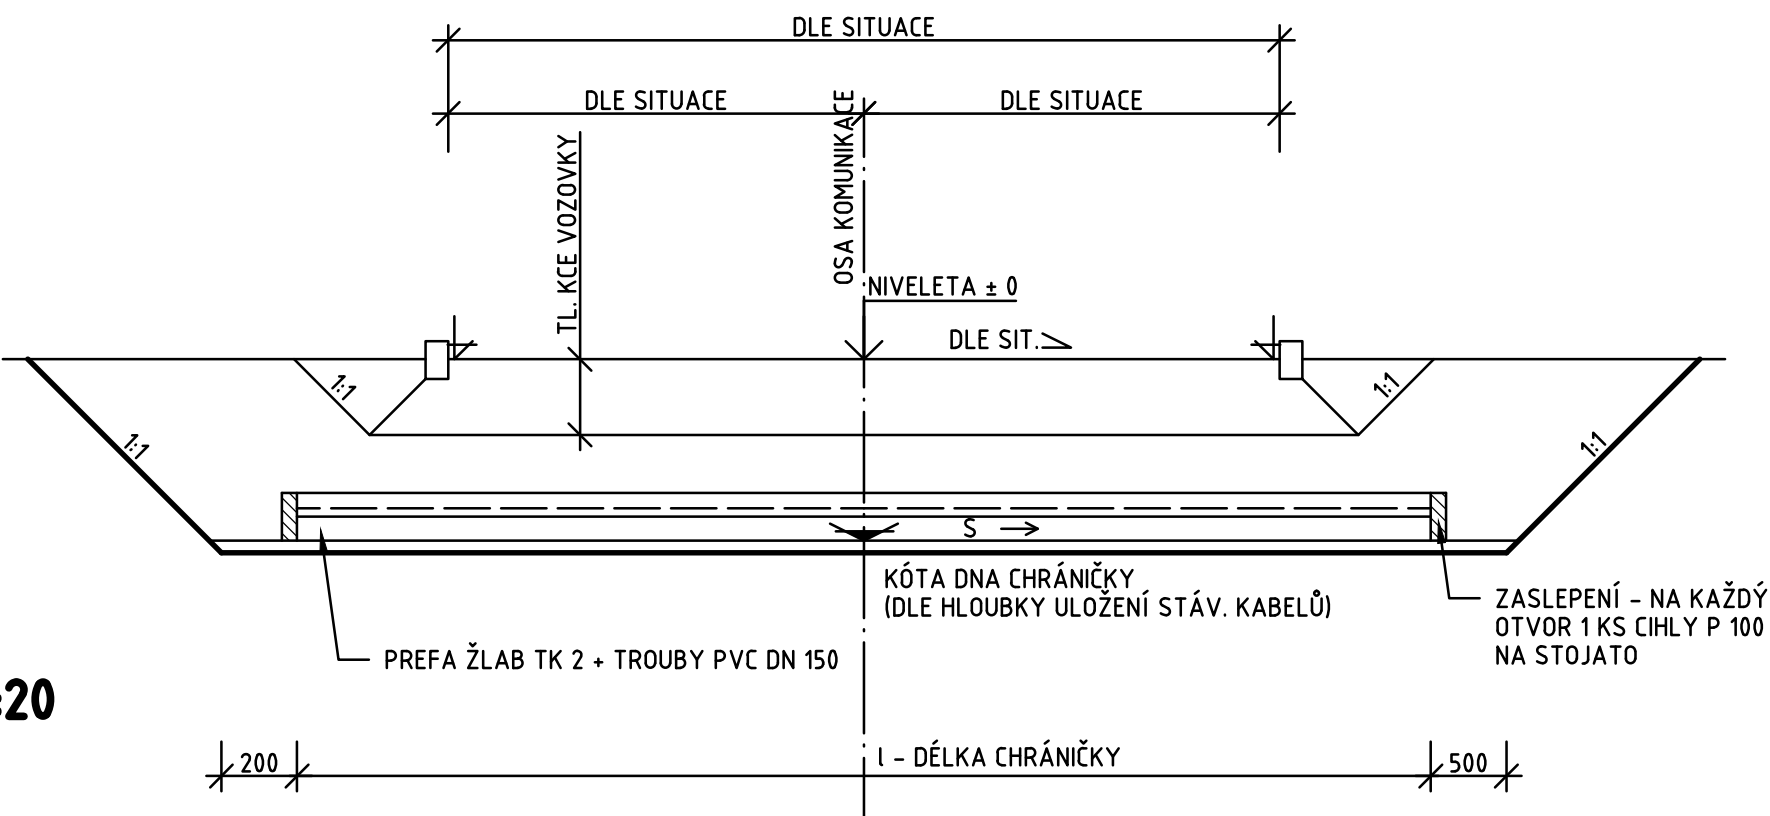 DLE SITUACE
DLE SITUACE
DLE SITUACE
OSA KOMUNIKACE
TL. KCE VOZOVKY
NIVELETA ± 0
DLE SIT.
1:1
1:1
1:1
1:1
S
KÓTA DNA CHRÁNIČKY
(DLE HLOUBKY ULOŽENÍ STÁV. KABELŮ)
ZASLEPENÍ - NA KAŽDÝ
OTVOR 1 KS CIHLY P 100
NA STOJATO
PREFA ŽLAB TK 2 + TROUBY PVC DN 150
:20
200
l - DÉLKA CHRÁNIČKY
500